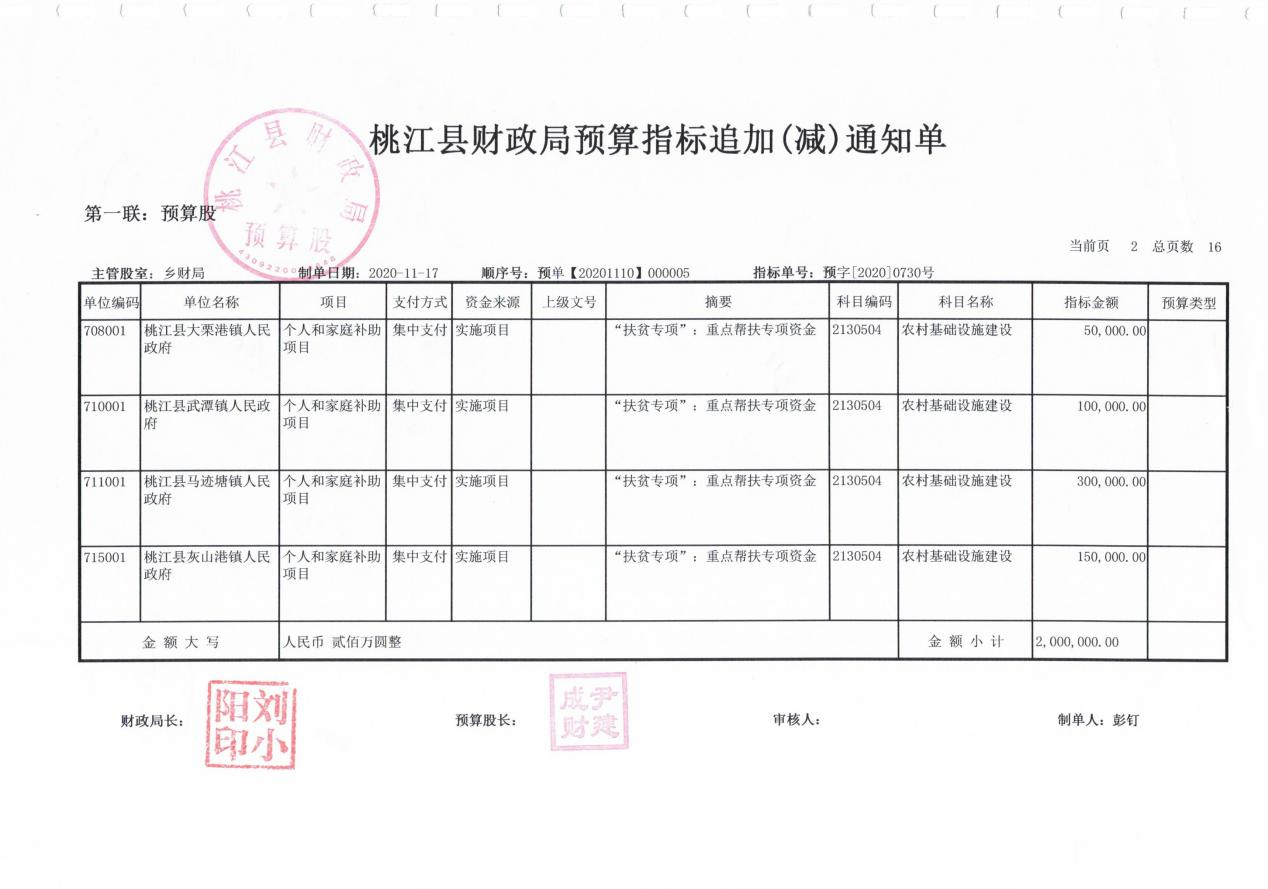 桃江县财政局预算指标追加(减)通知单
桃江县财政局
预算股
第一联：预算股
当前页 2 总页数 16
主管股室：乡财局 制单日期：2020-11-17 顺序号：预单【20201110】000005 指标单号：预字[2020]0730号
单位编码 单位名称 项目 支付方式 资金来源 上级文号 摘要 科目编码 科目名称 指标金额 预算类型
708001 桃江县大栗港镇人民 个人和家庭补助 集中支付 实施项目 “扶贫专项”：重点帮扶专项资金 2130504 农村基础设施建设 50,000.00
政府 项目
710001 桃江县武潭镇人民政 个人和家庭补助 集中支付 实施项目 “扶贫专项”：重点帮扶专项资金 2130504 农村基础设施建设 100,000.00
府 项目
711001 桃江县马迹塘镇人民 个人和家庭补助 集中支付 实施项目 “扶贫专项”：重点帮扶专项资金 2130504 农村基础设施建设 300,000.00
政府 项目
715001 桃江县灰山港镇人民 个人和家庭补助 集中支付 实施项目 “扶贫专项”：重点帮扶专项资金 2130504 农村基础设施建设 150,000.00
政府 项目
金额大写 人民币 贰佰万圆整 金额小计 2,000,000.00
财政局长： 预算股长： 审核人： 制单人：彭钉
刘小阳印
尹建成财